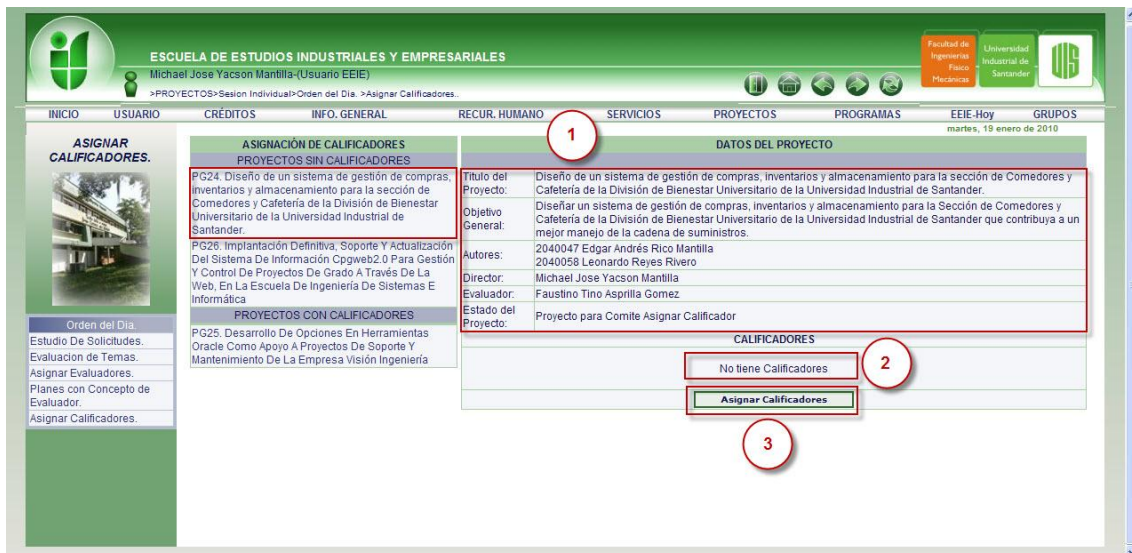 ESCUELA DE ESTUDIOS INDUSTRIALES Y EMPRESARIALES
Michael Jose Yacson Mantilla-(Usuario EEIE)
>PROYECTOS>Sesion Individual>Orden del Dia. >Asignar Calificadores..
Facultad de
Ingenierías
Físico
Mecánicas
Universidad
Industrial de
Santander
UIS
INICIO USUARIO CRÉDITOS INFO. GENERAL RECUR. HUMANO SERVICIOS PROYECTOS PROGRAMAS EEIE-Hoy GRUPOS
martes, 19 enero de 2010
ASIGNAR
CALIFICADORES.
Orden del Dia.
Estudio De Solicitudes.
Evaluacion de Temas.
Asignar Evaluadores.
Planes con Concepto de
Evaluador.
Asignar Calificadores.
ASIGNACIÓN DE CALIFICADORES
PROYECTOS SIN CALIFICADORES
PG24. Diseño de un sistema de gestión de compras,
inventarios y almacenamiento para la sección de
Comedores y Cafetería de la División de Bienestar
Universitario de la Universidad Industrial de
Santander.
PG26. Implantación Definitiva, Soporte Y Actualización
Del Sistema De Información Cpgweb2.0 Para Gestión
Y Control De Proyectos De Grado A Través De La
Web, En La Escuela De Ingeniería De Sistemas E
Informática
PROYECTOS CON CALIFICADORES
PG25. Desarrollo De Opciones En Herramientas
Oracle Como Apoyo A Proyectos De Soporte Y
Mantenimiento De La Empresa Visión Ingeniería
1
DATOS DEL PROYECTO
Titulo del
Proyecto:
Diseño de un sistema de gestión de compras, inventarios y almacenamiento para la sección de Comedores y
Cafetería de la División de Bienestar Universitario de la Universidad Industrial de Santander.
Objetivo
General:
Diseñar un sistema de gestión de compras, inventarios y almacenamiento para la Sección de Comedores y
Cafetería de la División de Bienestar Universitario de la Universidad Industrial de Santander que contribuya a un
mejor manejo de la cadena de suministros.
Autores:
2040047 Edgar Andrés Rico Mantilla
2040058 Leonardo Reyes Rivero
Director: Michael Jose Yacson Mantilla
Evaluador: Faustino Tino Asprilla Gomez
Estado del
Proyecto:
Proyecto para Comite Asignar Calificador
CALIFICADORES
No tiene Calificadores
2
Asignar Calificadores
3